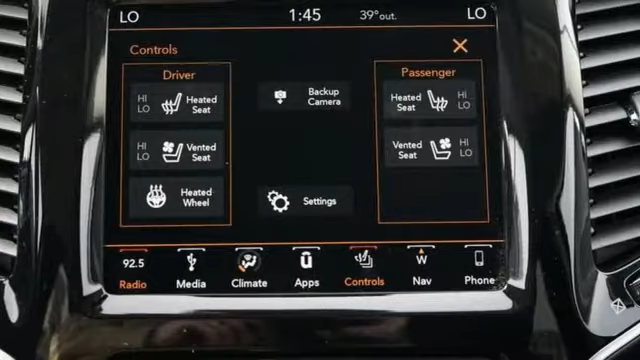 LO 1:45 39°out. LO
Controls
Driver
HI
LO
Heated
Seat
HI
LO
Vented
Seat
Heated
Wheel
Backup
Camera
Settings
Passenger
Heated
Seat
HI
LO
Vented
Seat
HI
LO
92.5
Radio
Media
Climate
Apps
Controls
W
Nav
Phone